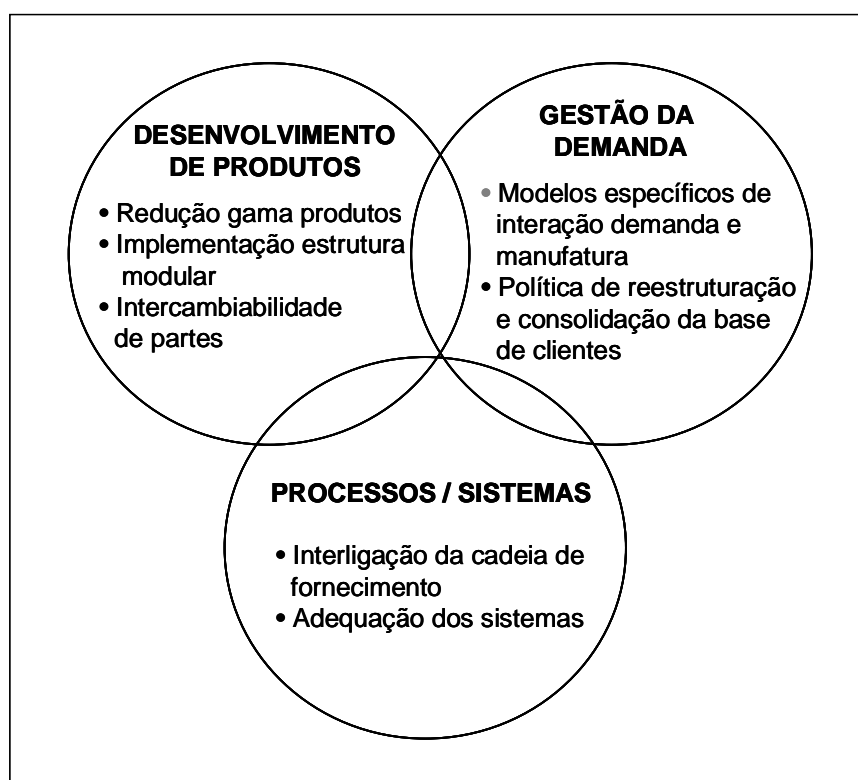 DESENVOLVIMENTO
DE PRODUTOS
• Redução gama produtos
• Implementação estrutura
modular
• Intercambiabilidade
de partes
GESTÃO DA
DEMANDA
• Modelos específicos de
interação demanda e
manufatura
• Política de reestruturação
e consolidação da base
de clientes
PROCESSOS / SISTEMAS
• Interligação da cadeia de
fornecimento
• Adequação dos sistemas